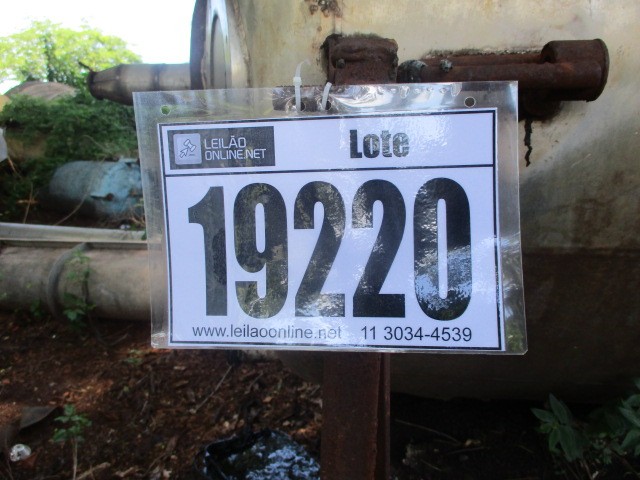 LEILÃO
ONLINE.NET
Lote
19220
www.leilaoonline.net 11 3034-4539